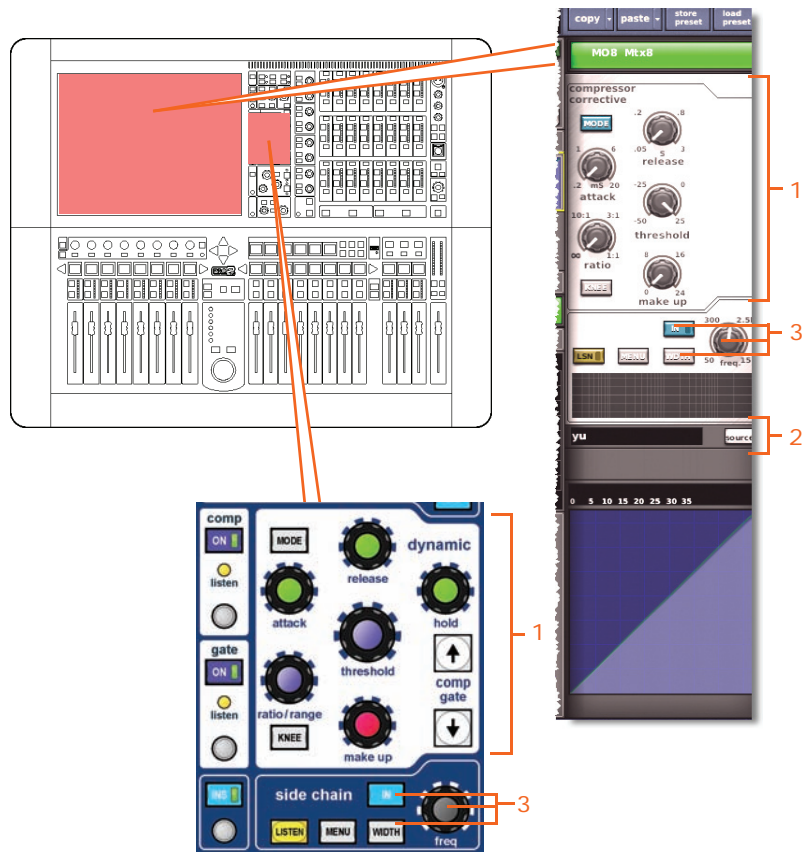 copy
paste
store preset
load preset
MO8 Mtx8
compressor
corrective
MODE
.2 .8
.05 S 3
release
1 6
.2 mS 20
attack
-25 0
-50 25
threshold
10:1 3:1
∞ 1:1
ratio
8 16
0 24
make up
KNEE
1
IN
300 2.5
50 15
freq.
3
LSN
MENU
WDTH
2
yu
source
0 5 10 15 20 25 30 35
comp
ON
listen
MODE
release
dynamic
attack
hold
1
gate
ON
listen
threshold
comp
gate
ratio/range
KNEE
make up
INS
side chain
IN
3
LISTEN
MENU
WIDTH
freq